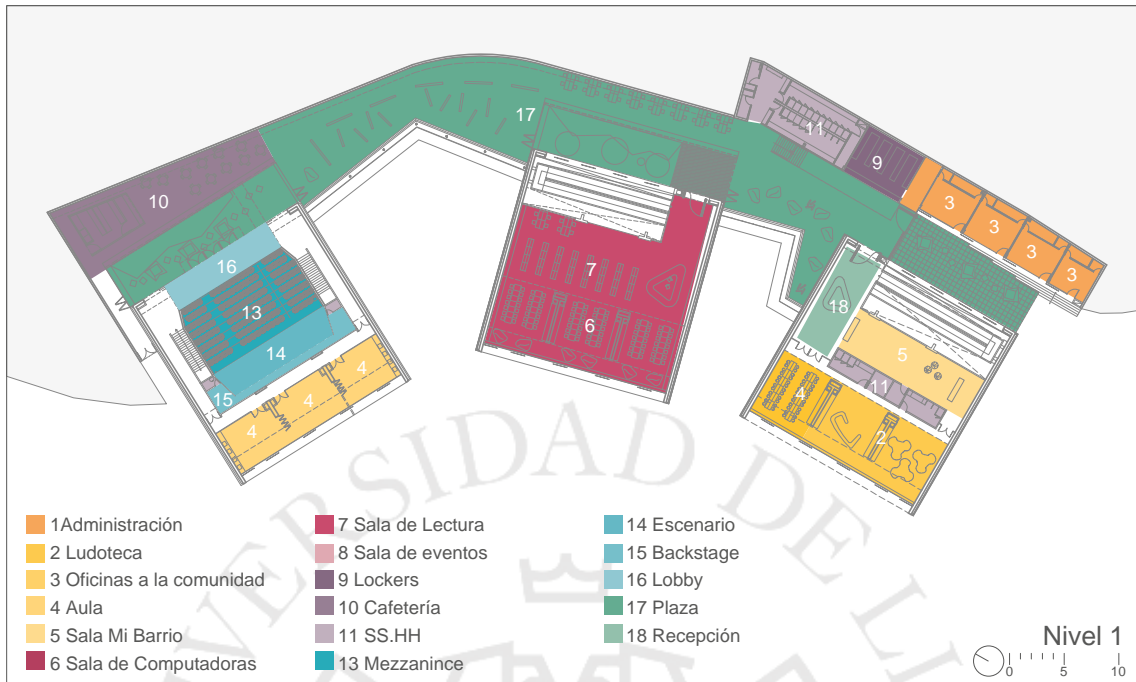 17
11
9
10
3
3
3
3
16
7
18
13
6
14
5
4
11
15
4
4
4
2
1Administración
2 Ludoteca
3 Oficinas a la comunidad
4 Aula
5 Sala Mi Barrio
6 Sala de Computadoras
7 Sala de Lectura
8 Sala de eventos
9 Lockers
10 Cafetería
11 SS.HH
13 Mezzanince
14 Escenario
15 Backstage
16 Lobby
17 Plaza
18 Recepción
Nivel 1
0 5 10
VERSIDAD DE LI